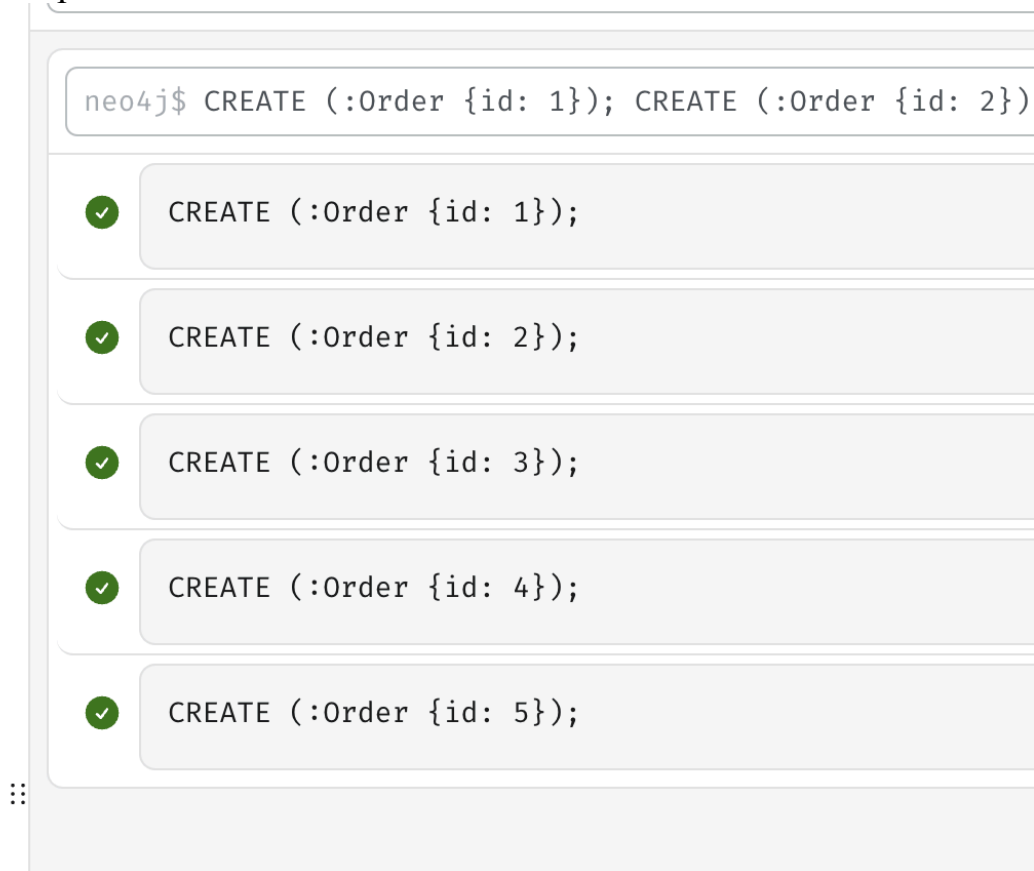 neo4j$ CREATE (:Order {id: 1}); CREATE (:Order {id: 2})
CREATE (:Order {id: 1});
CREATE (:Order {id: 2});
CREATE (:Order {id: 3});
CREATE (:Order {id: 4});
CREATE (:Order {id: 5});